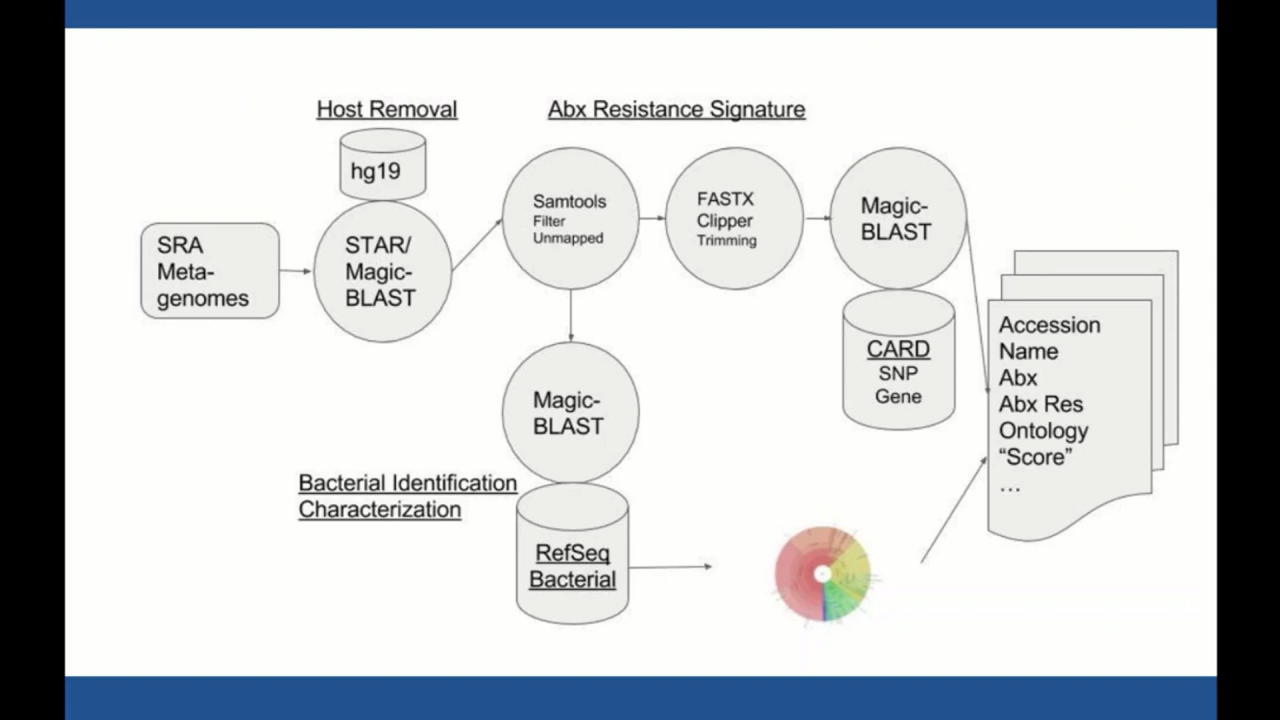 Host Removal
Abx Resistance Signature
hg19
SRA
Meta-
genomes
STAR/
Magic-
BLAST
Samtools
Filter
Unmapped
FASTX
Clipper
Trimming
Magic-
BLAST
CARD
SNP
Gene
Accession
Name
Abx
Abx Res
Ontology
“Score”
...
Magic-
BLAST
Bacterial Identification
Characterization
RefSeq
Bacterial